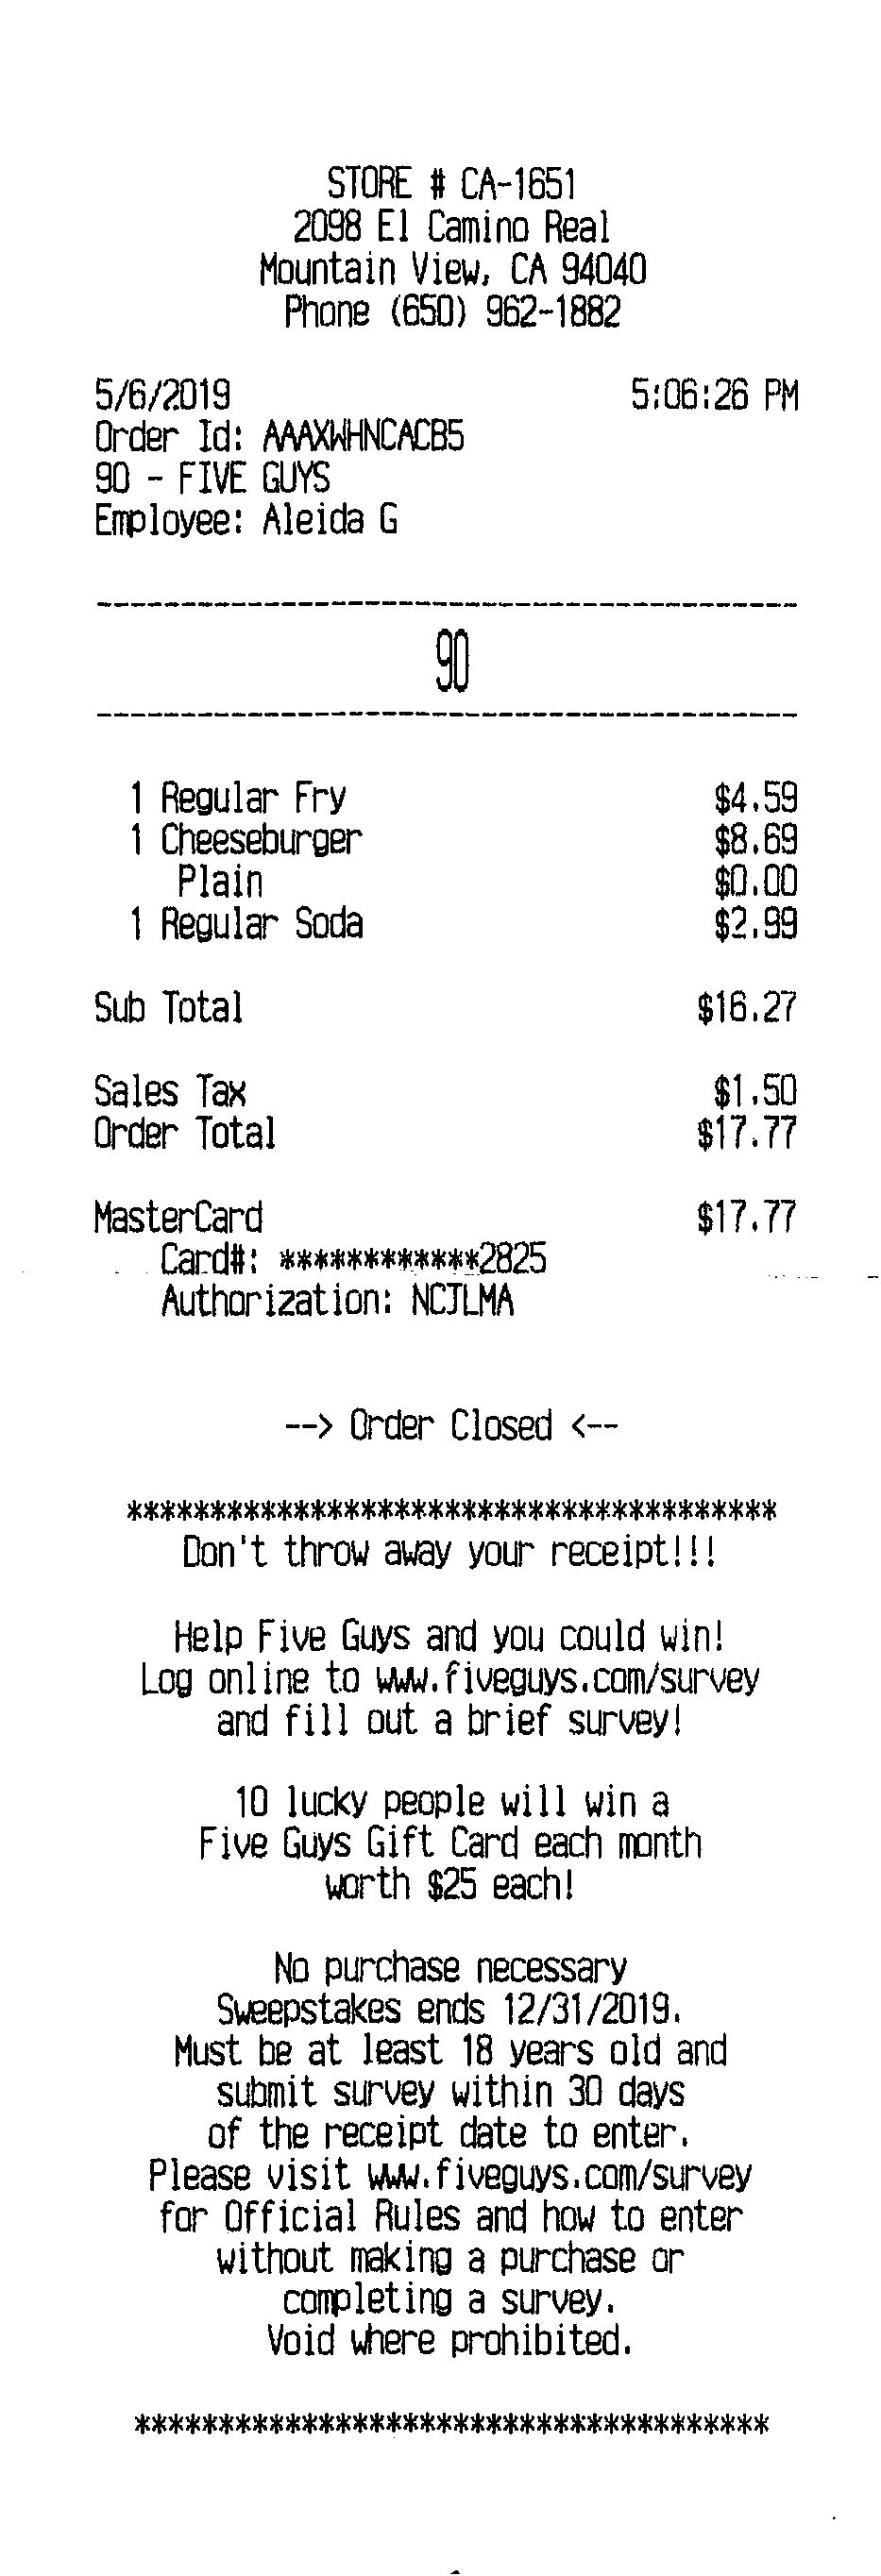 STORE # CA-1651
2098 El Camino Real
Mountain View, CA 94040
Phone (650) 962-1882
5/6/2019 5:06:26 PM
Order Id: AAAXWHNCACB5
90 - FIVE GUYS
Employee: Aleida G
------------------------------------------
90
------------------------------------------
1 Regular Fry $4.59
1 Cheeseburger $8.69
Plain $0.00
1 Regular Soda $2.99
Sub Total $16.27
Sales Tax $1.50
Order Total $17.77
MasterCard $17.77
Card#: ************2825
Authorization: NCJLMA
--> Order Closed <--
***************************************
Don't throw away your receipt!!!
Help Five Guys and you could win!
Log online to www.fiveguys.com/survey
and fill out a brief survey!
10 lucky people will win a
Five Guys Gift Card each month
worth $25 each!
No purchase necessary
Sweepstakes ends 12/31/2019.
Must be at least 18 years old and
submit survey within 30 days
of the receipt date to enter.
Please visit www.fiveguys.com/survey
for Official Rules and how to enter
without making a purchase or
completing a survey.
Void where prohibited.
**************************************